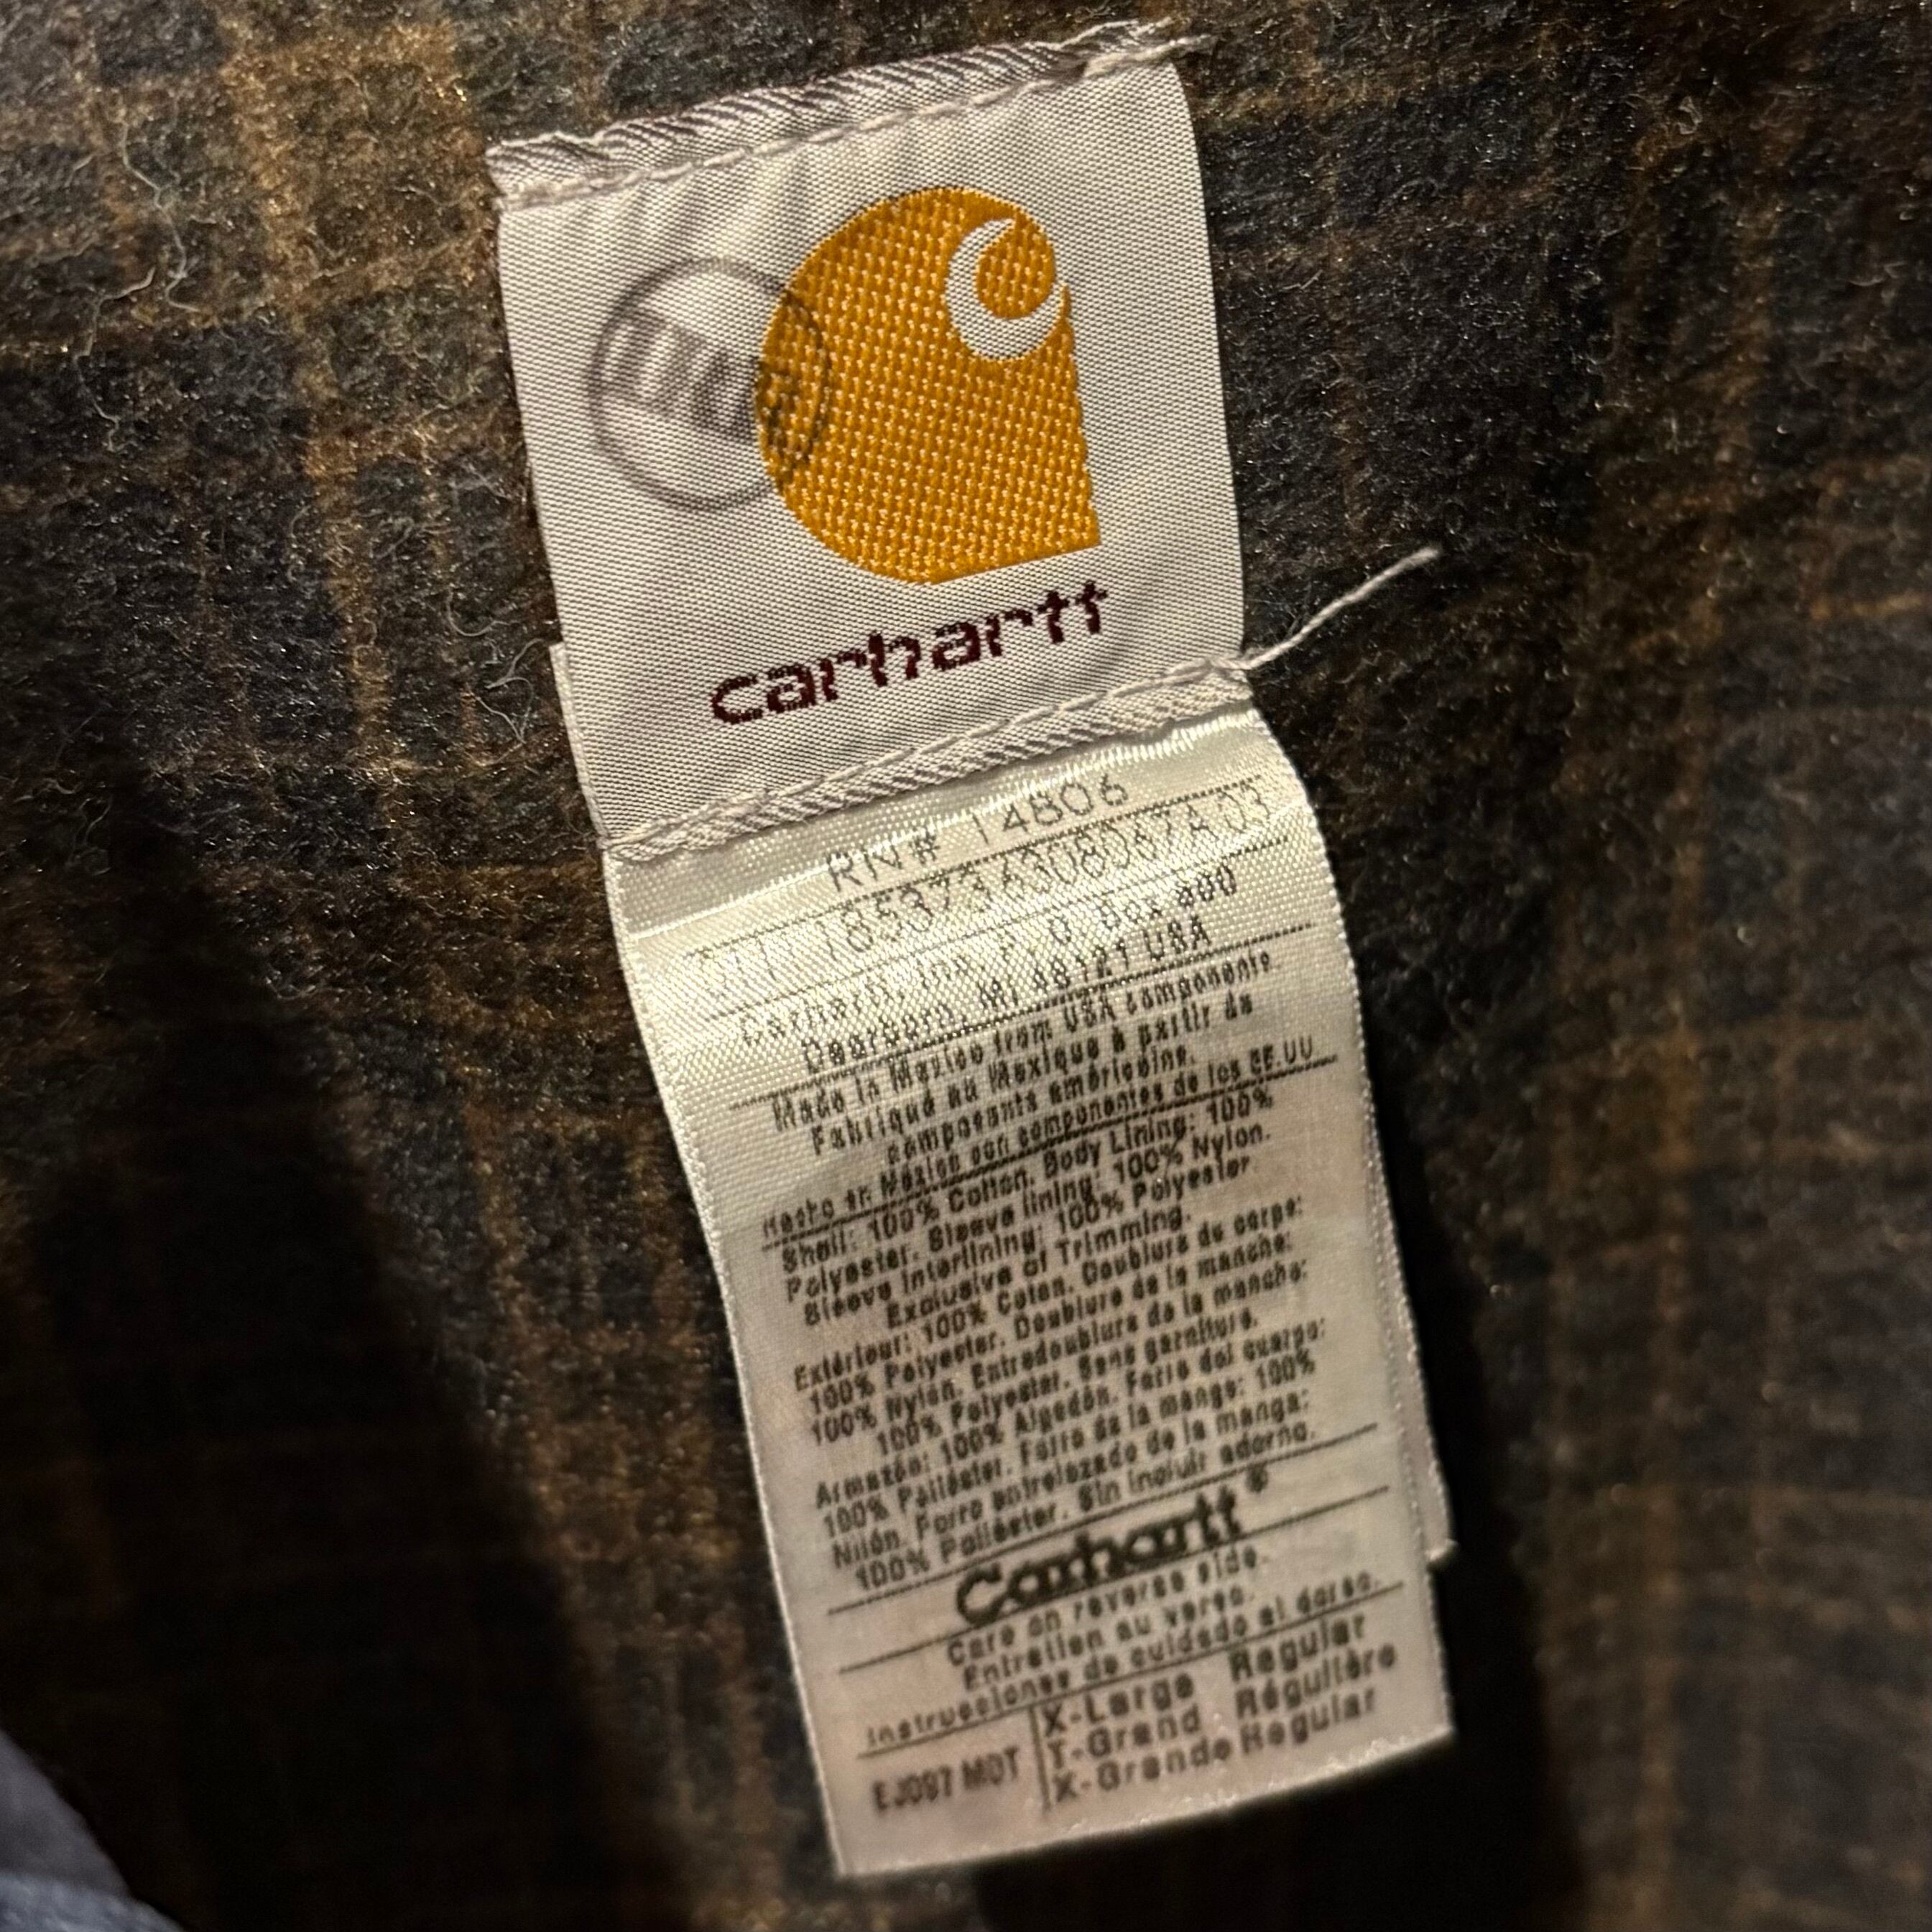 carhartt
RN# 14806
Carhartt, Inc., P. O. Box 600
Dearborn, MI 48121 USA
Made in Mexico from USA components.
Fabriqué au Mexique à partir de
composants américains.
Hecho en México con componentes de los EE.UU
Shell: 100% Cotton. Body Lining: 100%
Polyester. Sleeve lining: 100% Nylon.
Sleeve Interlining: 100% Polyester
Exclusive of Trimming.
Extérieur: 100% Coton. Doublure de corps:
100% Polyester. Doublure de la manche:
100% Nylon. Entredoublure de la manche:
100% Polyester. Sans garniture.
Armazón: 100% Algodón. Forro del cuerpo:
100% Poliéster. Forro de la manga: 100%
Nilón. Forro entrelazado de la manga:
100% Poliéster. Sin incluir adorno.
Carhartt®
Care on reverse side.
Entretien au verso.
Instrucciones de cuidado al dorso.
X-Large Regular
T-Grand Régulière
EJ097 MDT X-Grande Regular